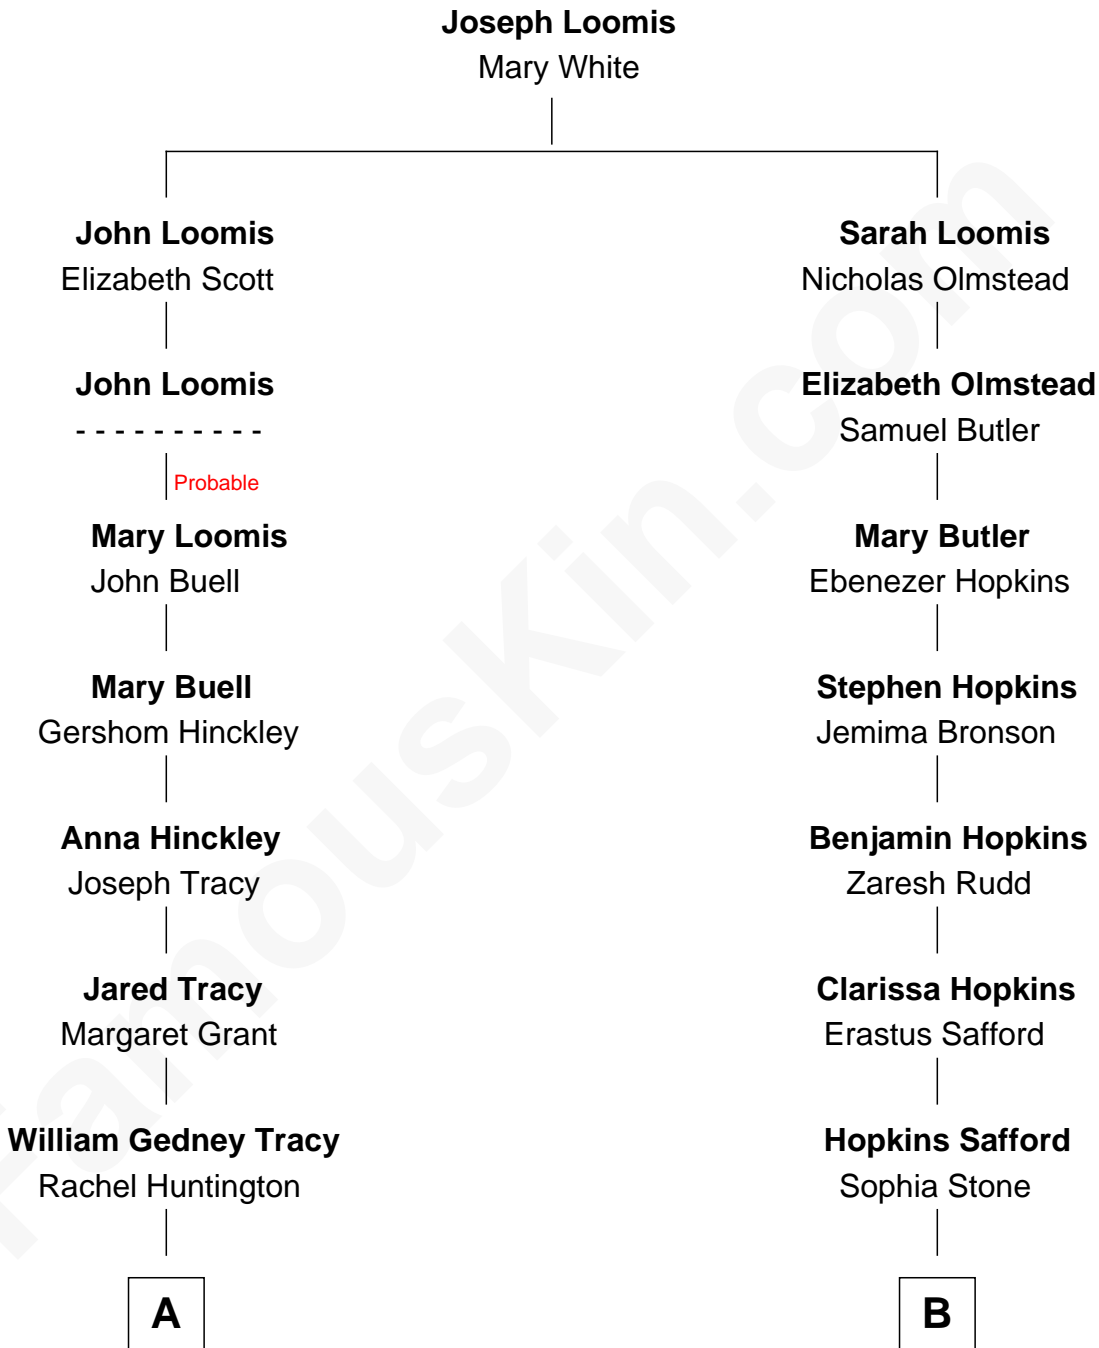 Joseph Loomis
Mary White
John Loomis
Elizabeth Scott
John Loomis
- - - - - - - - - -
Probable
Mary Loomis
John Buell
Mary Buell
Gershom Hinckley
Anna Hinckley
Joseph Tracy
Jared Tracy
Margaret Grant
William Gedney Tracy
Rachel Huntington
A
Sarah Loomis
Nicholas Olmstead
Elizabeth Olmstead
Samuel Butler
Mary Butler
Ebenezer Hopkins
Stephen Hopkins
Jemima Bronson
Benjamin Hopkins
Zaresh Rudd
Clarissa Hopkins
Erastus Safford
Hopkins Safford
Sophia Stone
B
FamousKin.com